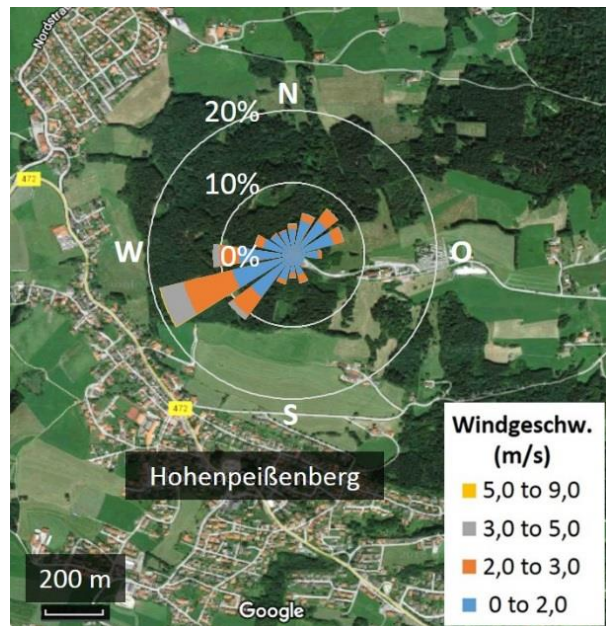 Nordstraße
N
20%
472
10%
W
0%
O
472
S
Hohenpeißenberg
Windgeschw.
(m/s)
5,0 to 9,0
3,0 to 5,0
2,0 to 3,0
0 to 2,0
200 m
Google